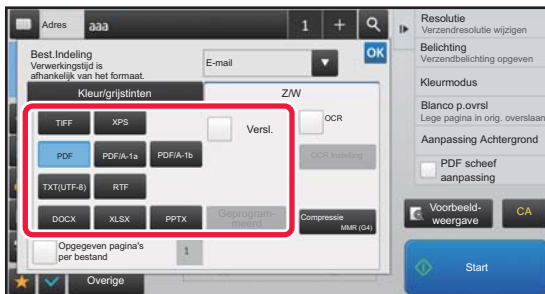 Adres
aaa
1
Best.Indeling
Verwerkingstijd is
afhankelijk van het formaat.
E-mail
OK
Kleur/grijstinten
Z/W
TIFF
XPS
Versl.
OCR
PDF
PDF/A-1a
PDF/A-1b
OCR Instelling
TXT(UTF-8)
RTF
DOCX
XLSX
PPTX
Geprogram-
meerd
Compressie
MMR (G4)
Opgegeven pagina's
per bestand
1
Overige
Resolutie
Verzendresolutie wijzigen
Belichting
Verzendbelichting opgeven
Kleurmodus
Blanco p.ovrsl
Lege pagina in orig. overslaan
Aanpassing Achtergrond
PDF scheef
aanpassing
Voorbeeld-
weergave
CA
Start